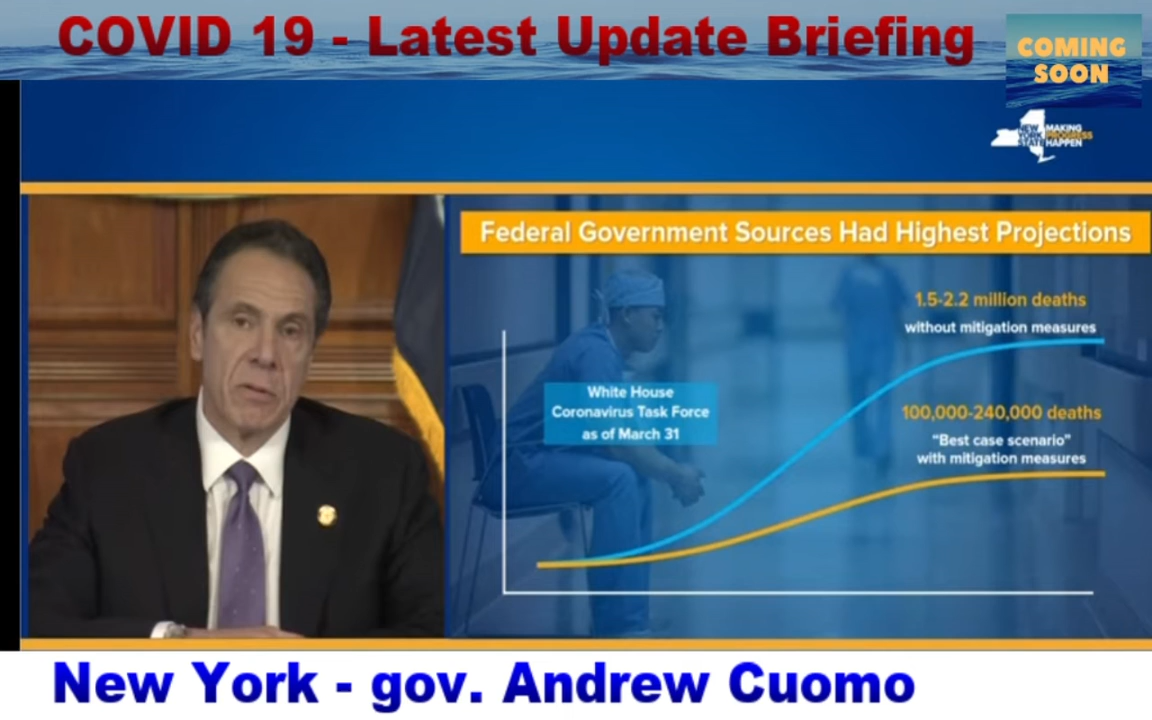 COVID 19 - Latest Update Briefing
COMING
SOON
NEW YORK STATE
MAKING
PROGRESS
HAPPEN
Federal Government Sources Had Highest Projections
1.5-2.2 million deaths
without mitigation measures
White House
Coronavirus Task Force
as of March 31
100,000-240,000 deaths
“Best case scenario”
with mitigation measures
New York - gov. Andrew Cuomo